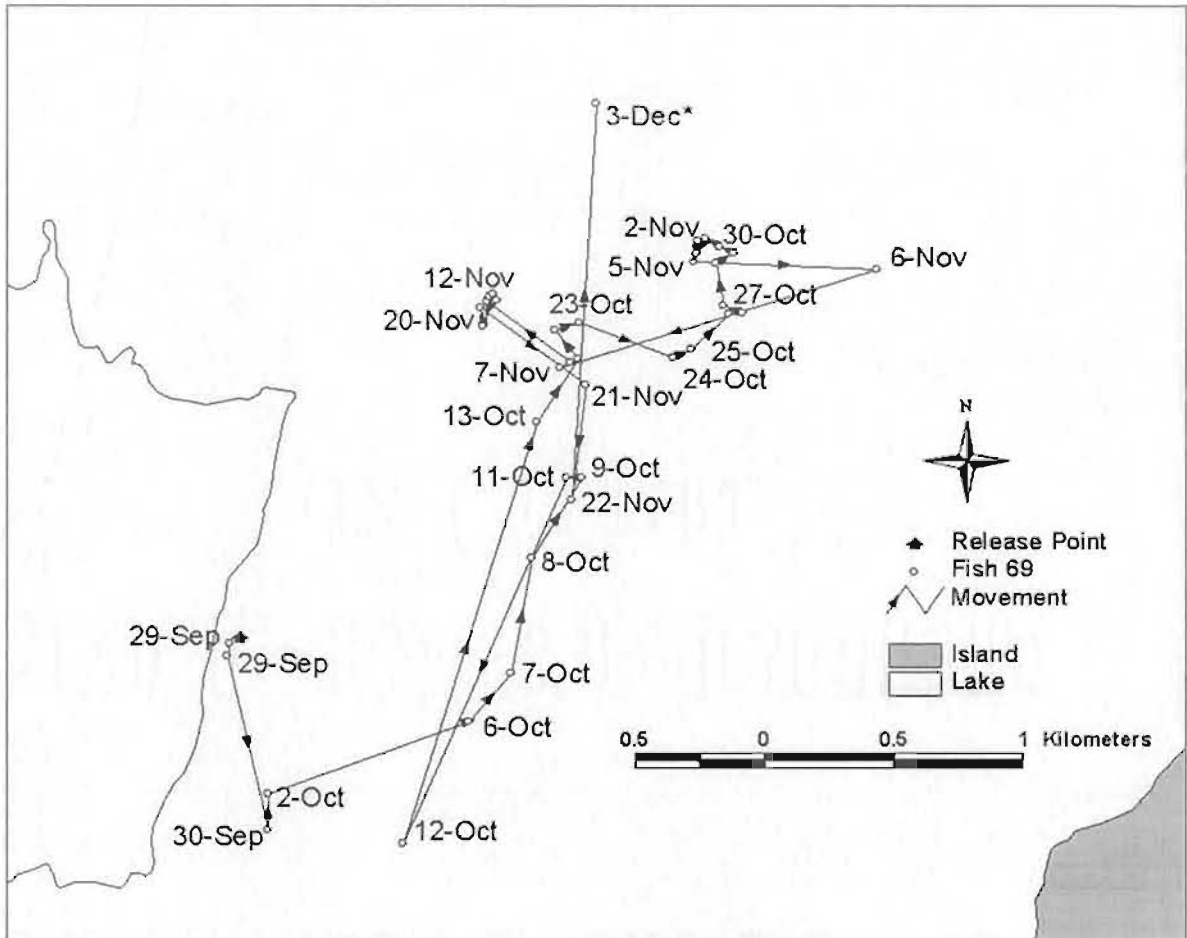 3-Dec*
2-Nov
30-Oct
5-Nov
6-Nov
12-Nov
23-Oct
27-Oct
20-Nov
25-Oct
7-Nov
24-Oct
21-Nov
13-Oct
N
11-Oct
9-Oct
22-Nov
Release Point
8-Oct
Fish 69
Movement
29-Sep
29-Sep
Island
7-Oct
Lake
6-Oct
0.5 0 0.5 1 Kilometers
2-Oct
30-Sep
12-Oct